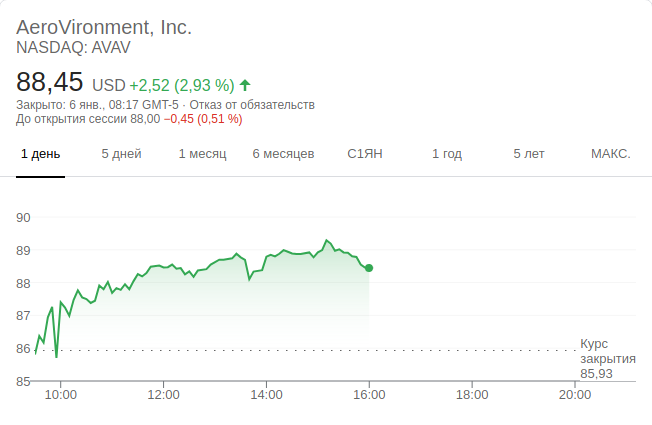 AeroVironment, Inc.
NASDAQ: AVAV
88,45 USD +2,52 (2,93 %)
Закрыто: 6 янв., 08:17 GMT-5 · Отказ от обязательств
До открытия сессии 88,00 −0,45 (0,51 %)
1 день 5 дней 1 месяц 6 месяцев С1ЯН 1 год 5 лет МАКС.
90
89
88
87
86
85
Курс
закрытия
85,93
10:00 12:00 14:00 16:00 18:00 20:00